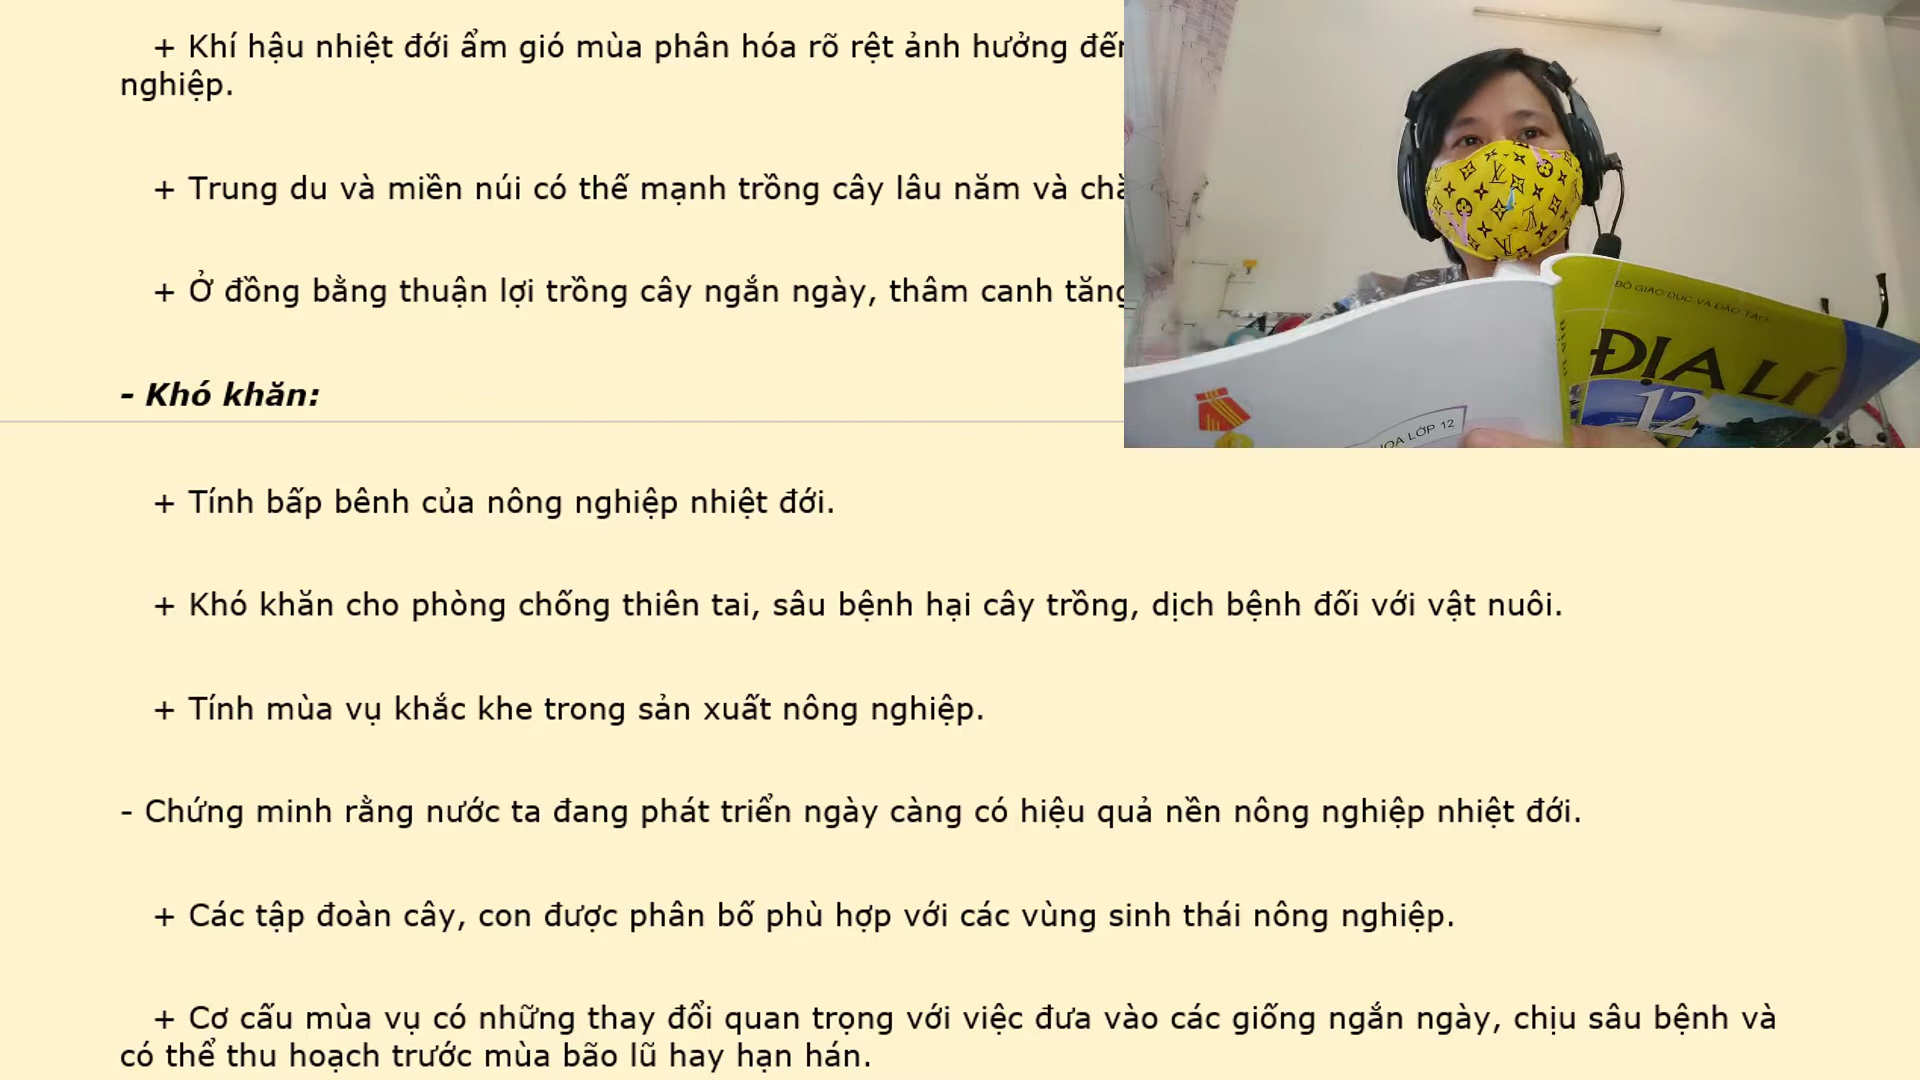 + Khí hậu nhiệt đới ẩm gió mùa phân hóa rõ rệt ảnh hưởng đến
nghiệp.
+ Trung du và miền núi có thế mạnh trồng cây lâu năm và
+ Ở đồng bằng thuận lợi trồng cây ngắn ngày, thâm canh tăng
- Khó khăn:
+ Tính bấp bênh của nông nghiệp nhiệt đới.
+ Khó khăn cho phòng chống thiên tai, sâu bệnh hại cây trồng, dịch bệnh đối với vật nuôi.
+ Tính mùa vụ khắc khe trong sản xuất nông nghiệp.
- Chứng minh rằng nước ta đang phát triển ngày càng có hiệu quả nền nông nghiệp nhiệt đới.
+ Các tập đoàn cây, con được phân bố phù hợp với các vùng sinh thái nông nghiệp.
+ Cơ cấu mùa vụ có những thay đổi quan trọng với việc đưa vào các giống ngắn ngày, chịu sâu bệnh và
có thể thu hoạch trước mùa bão lũ hay hạn hán.
BỘ GIÁO DỤC VÀ ĐÀO TẠO
ĐỊA LÍ
12
LỚP 12